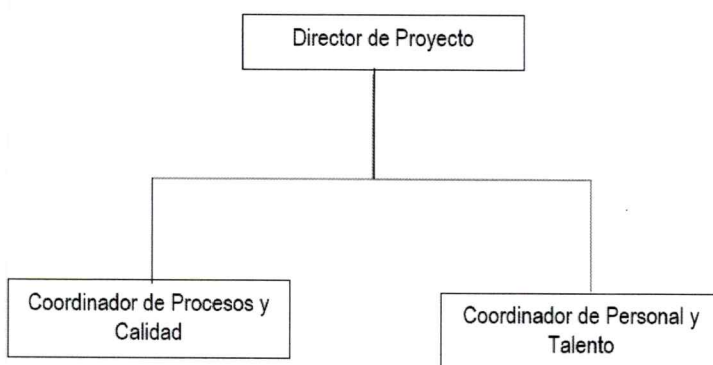 Director de Proyecto
Coordinador de Procesos y
Calidad
Coordinador de Personal y
Talento